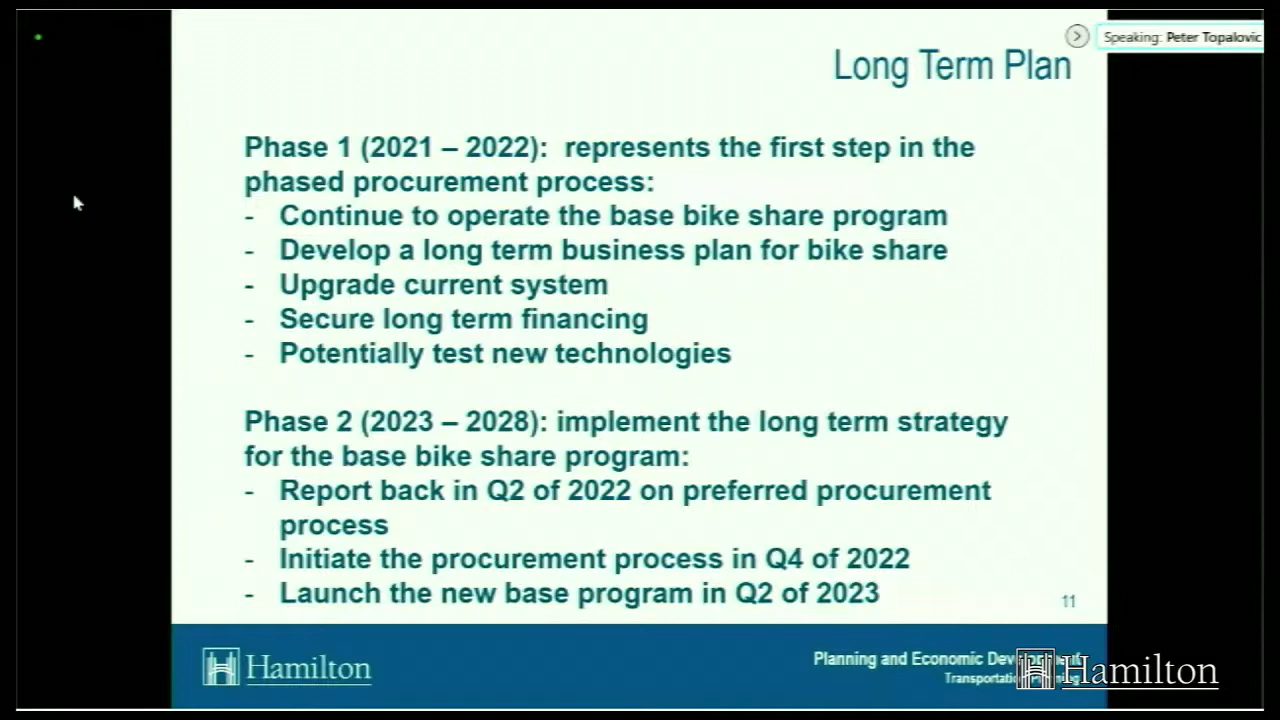 Speaking: Peter Topalovic
Long Term Plan
Phase 1 (2021 – 2022): represents the first step in the
phased procurement process:
- Continue to operate the base bike share program
- Develop a long term business plan for bike share
- Upgrade current system
- Secure long term financing
- Potentially test new technologies
Phase 2 (2023 – 2028): implement the long term strategy
for the base bike share program:
- Report back in Q2 of 2022 on preferred procurement
process
- Initiate the procurement process in Q4 of 2022
- Launch the new base program in Q2 of 2023
11
Hamilton
Planning and Economic
Hamilton